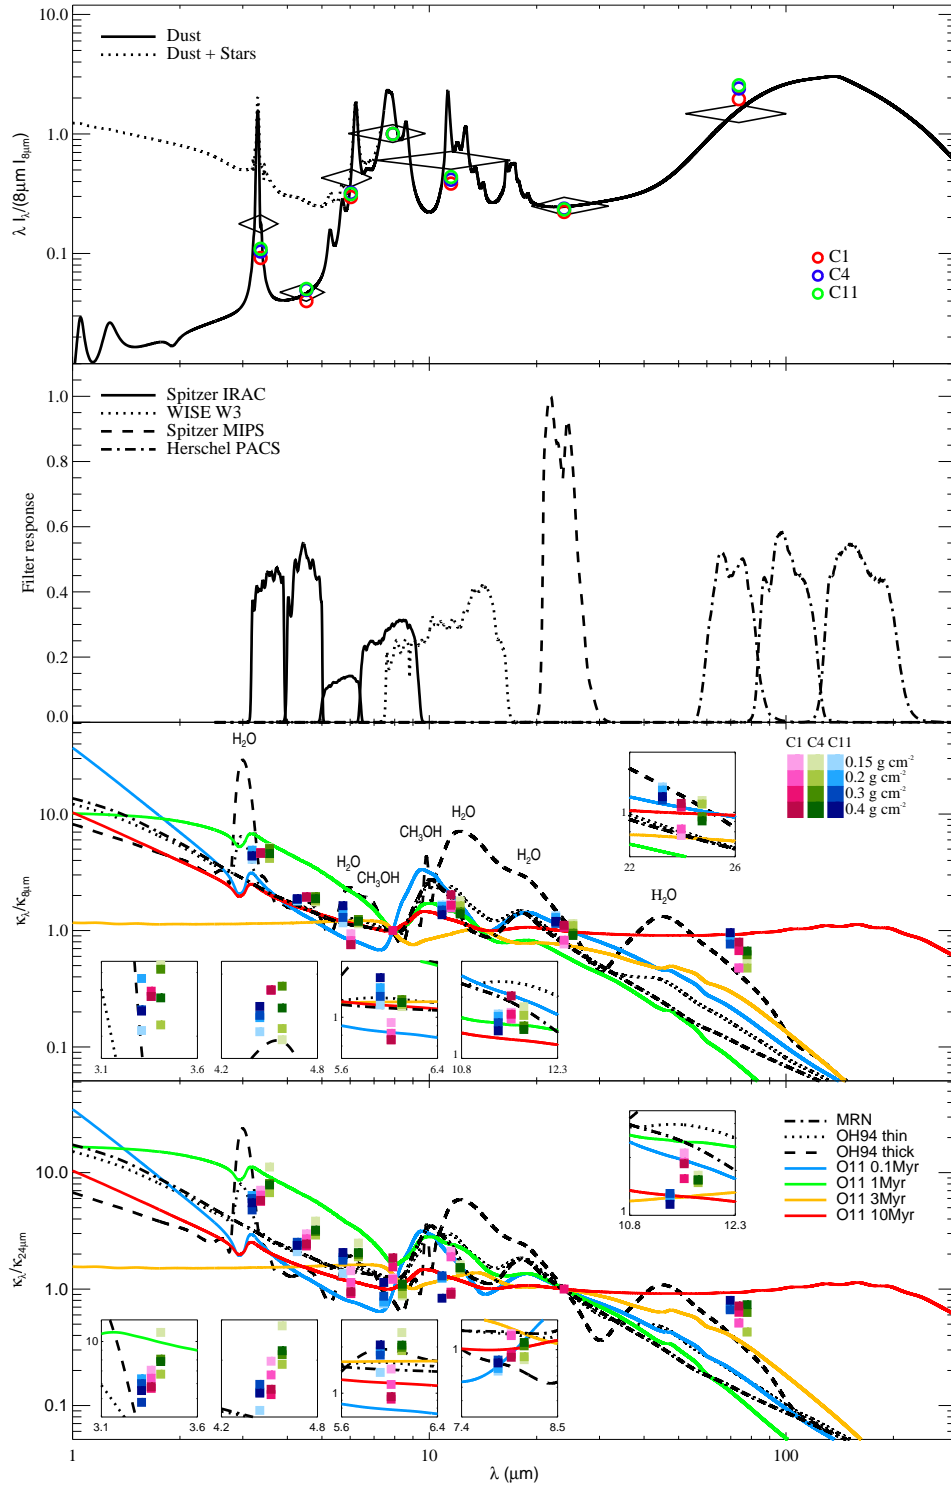 10.0
1.0
0.1
λ I_λ/(8μm I_8μm)
Dust
Dust + Stars
C1
C4
C11
1.0
0.8
0.6
0.4
0.2
0.0
Filter response
Spitzer IRAC
WISE W3
Spitzer MIPS
Herschel PACS
10.0
1.0
0.1
κ_λ/κ_8μm
H₂O
H₂O
CH₃OH
CH₃OH
H₂O
H₂O
H₂O
C1 C4 C11
0.15 g cm⁻²
0.2 g cm⁻²
0.3 g cm⁻²
0.4 g cm⁻²
1
22 26
3.1 3.6
4.2 4.8
1
5.6 6.4
1
10.8 12.3
10.0
1.0
0.1
κ_λ/κ_24μm
1
10.8 12.3
MRN
OH94 thin
OH94 thick
O11 0.1Myr
O11 1Myr
O11 3Myr
O11 10Myr
10
3.1 3.6
4.2 4.8
1
5.6 6.4
1
7.4 8.5
1 10 100
λ (μm)